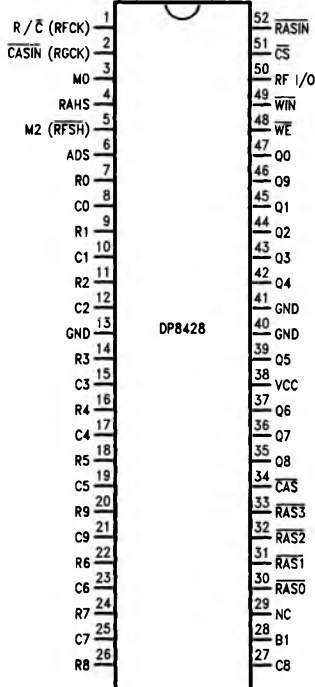 R/C (RFCK) 1
CASIN (RGCK) 2
M0 3
RAHS 4
M2 (RFSH) 5
ADS 6
R0 7
C0 8
R1 9
C1 10
R2 11
C2 12
GND 13
R3 14
C3 15
R4 16
C4 17
R5 18
C5 19
R9 20
C9 21
R6 22
C6 23
R7 24
C7 25
R8 26
DP8428
52 RASIN
51 CS
50 RF I/O
49 WIN
48 WE
47 Q0
46 Q9
45 Q1
44 Q2
43 Q3
42 Q4
41 GND
40 GND
39 Q5
38 VCC
37 Q6
36 Q7
35 Q8
34 CAS
33 RAS3
32 RAS2
31 RAS1
30 RAS0
29 NC
28 B1
27 C8